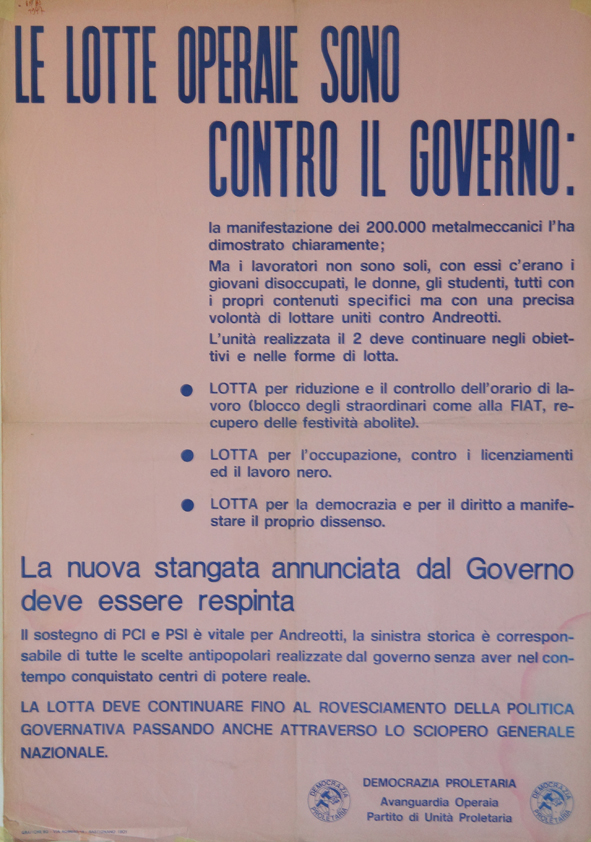 LE LOTTE OPERAIE SONO
CONTRO IL GOVERNO:
la manifestazione dei 200.000 metalmeccanici l'ha
dimostrato chiaramente;
Ma i lavoratori non sono soli, con essi c'erano i
giovani disoccupati, le donne, gli studenti, tutti con
i propri contenuti specifici ma con una precisa
volontà di lottare uniti contro Andreotti.
L'unità realizzata il 2 deve continuare negli obiet-
tivi e nelle forme di lotta.
● LOTTA per riduzione e il controllo dell'orario di la-
voro (blocco degli straordinari come alla FIAT, re-
cupero delle festività abolite).
● LOTTA per l'occupazione, contro i licenziamenti
ed il lavoro nero.
● LOTTA per la democrazia e per il diritto a manife-
stare il proprio dissenso.
La nuova stangata annunciata dal Governo
deve essere respinta
Il sostegno di PCI e PSI è vitale per Andreotti, la sinistra storica è correspon-
sabile di tutte le scelte antipopolari realizzate dal governo senza aver nel con-
tempo conquistato centri di potere reale.
LA LOTTA DEVE CONTINUARE FINO AL ROVESCIAMENTO DELLA POLITICA
GOVERNATIVA PASSANDO ANCHE ATTRAVERSO LO SCIOPERO GENERALE
NAZIONALE.
DEMOCRAZIA PROLETARIA
DEMOCRAZIA PROLETARIA
Avanguardia Operaia
Partito di Unità Proletaria
DEMOCRAZIA PROLETARIA